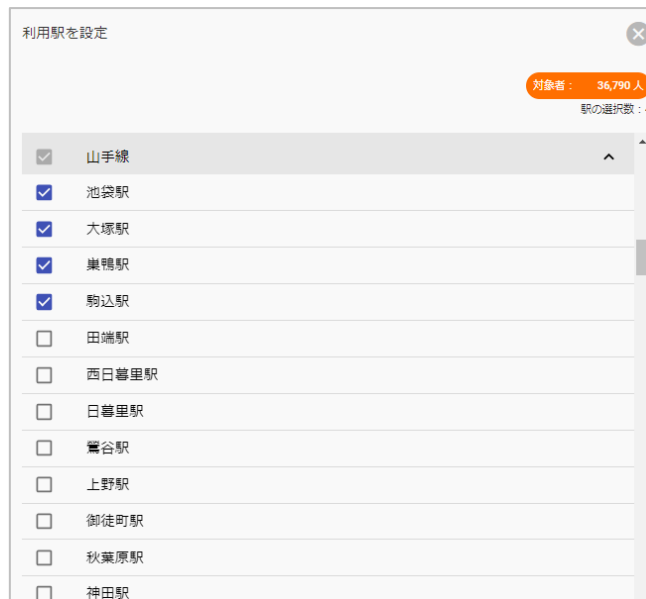 利用駅を設定
対象者： 36,790 人
駅の選択数：
山手線
池袋駅
大塚駅
巣鴨駅
駒込駅
田端駅
西日暮里駅
日暮里駅
鶯谷駅
上野駅
御徒町駅
秋葉原駅
神田駅